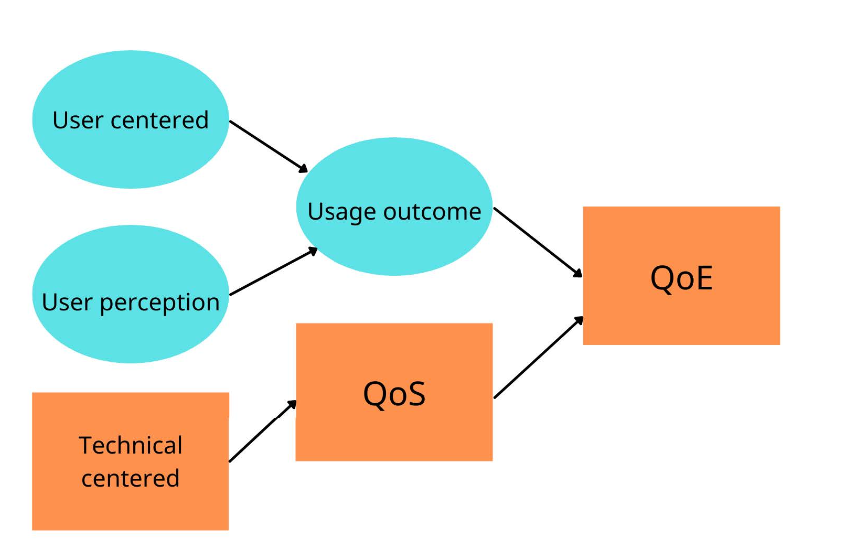 User centered
Usage outcome
User perception
QoE
QoS
Technical
centered